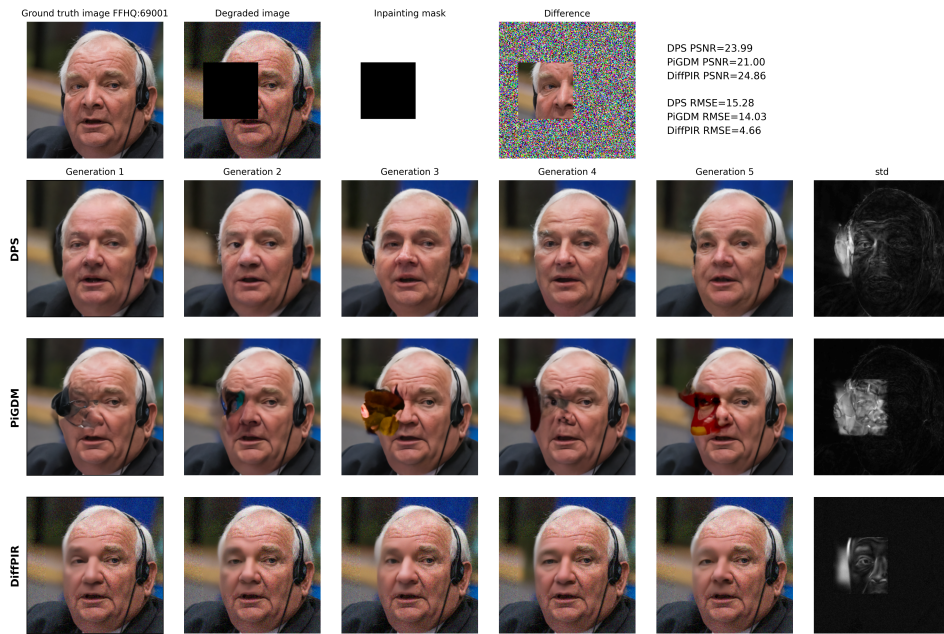 Ground truth image FFHQ:69001
Degraded image
Inpainting mask
Difference
DPS PSNR=23.99
PiGDM PSNR=21.00
DiffPIR PSNR=24.86
DPS RMSE=15.28
PiGDM RMSE=14.03
DiffPIR RMSE=4.66
Generation 1
Generation 2
Generation 3
Generation 4
Generation 5
std
DPS
PiGDM
DiffPIR